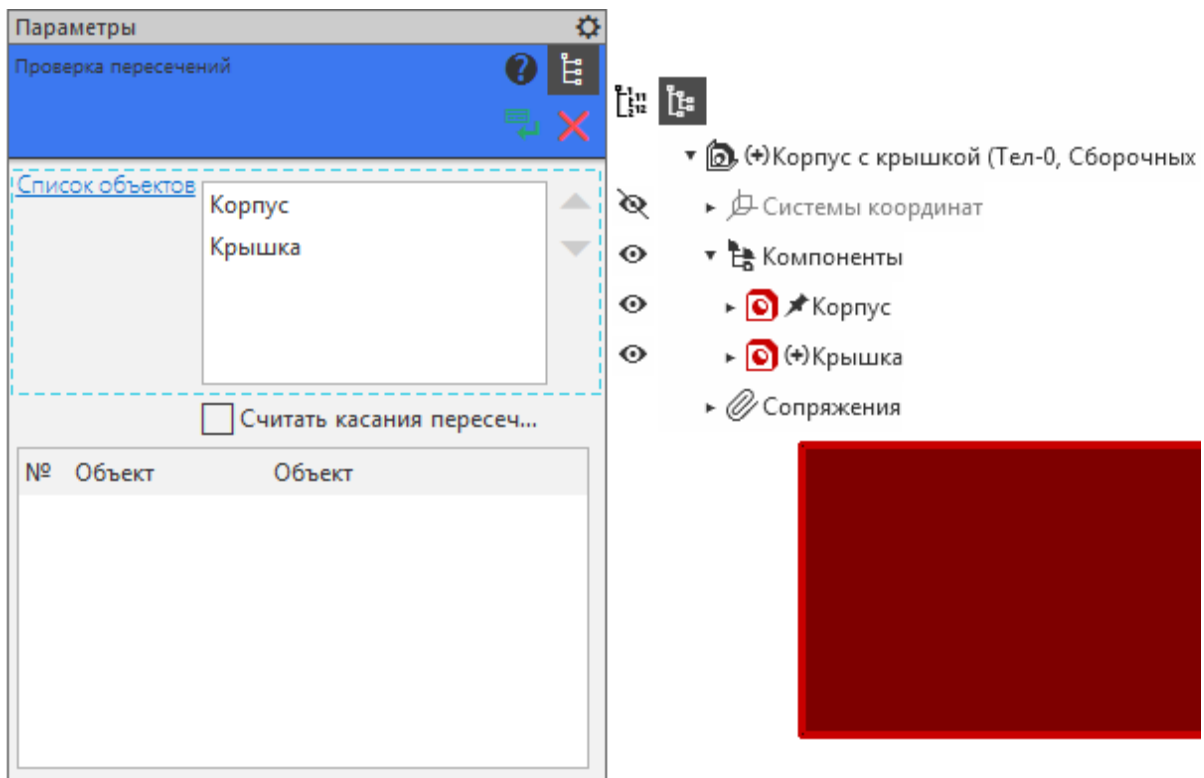 Параметры
Проверка пересечений
Список объектов
Корпус
Крышка
Считать касания пересеч...
№ Объект Объект
(+)Корпус с крышкой (Тел-0, Сборочных
Системы координат
Компоненты
Корпус
(+)Крышка
Сопряжения